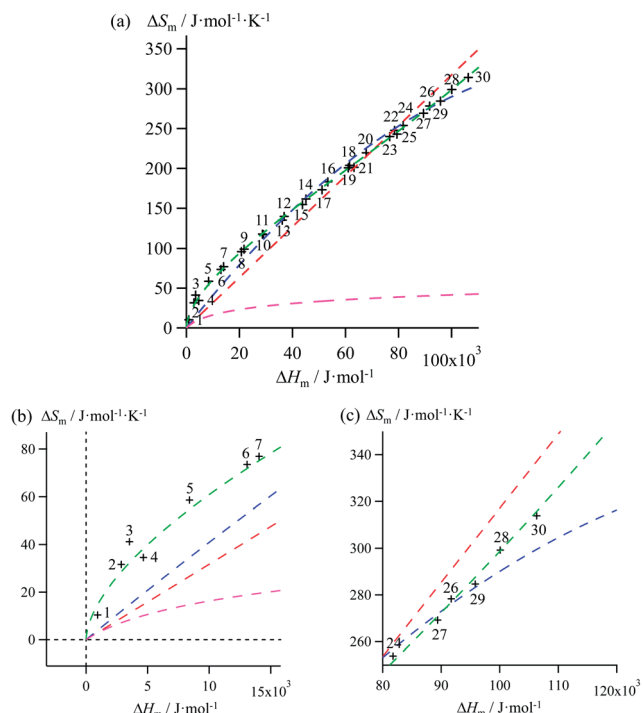 (a) ΔSm / J·mol-1·K-1
350
300
250
200
150
100
50
0
1 2 3 4 5 6 7 8 9 10 11 12 13 14 15 16 17 18 19 20 21 22 23 24 25 26 27 28 29 30
0 20 40 60 80 100x10³
ΔHm / J·mol-1
(b) ΔSm / J·mol-1·K-1
80
60
40
20
0
1 2 3 4 5 6 7
0 5 10 15x10³
ΔHm / J·mol-1
(c) ΔSm / J·mol-1·K-1
340
320
300
280
260
24 26 27 28 29 30
80 90 100 120x10³
ΔHm / J·mol-1